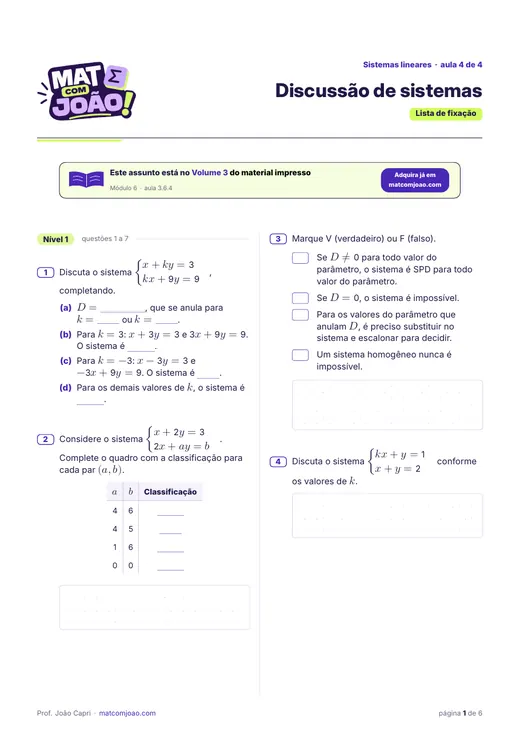 MAT Σ
COM
JOÃO!
Sistemas lineares · aula 4 de 4
Discussão de sistemas
Lista de fixação
Este assunto está no Volume 3 do material impresso
Módulo 6 · aula 3.6.4
Adquira já em
matcomjoao.com
Nível 1 questões 1 a 7
1 Discuta o sistema { x + ky = 3
kx + 9y = 9 ,
completando.
(a) D = ______, que se anula para
k = ____ ou k = ____.
(b) Para k = 3: x + 3y = 3 e 3x + 9y = 9.
O sistema é _____.
(c) Para k = −3: x − 3y = 3 e
−3x + 9y = 9. O sistema é ____.
(d) Para os demais valores de k, o sistema é
_____.
2 Considere o sistema { x + 2y = 3
2x + ay = b .
Complete o quadro com a classificação para
cada par (a, b).
a b Classificação
4 6 _____
4 5 _____
1 6 _____
0 0 _____
3 Marque V (verdadeiro) ou F (falso).
Se D ≠ 0 para todo valor do
parâmetro, o sistema é SPD para todo
valor do parâmetro.
Se D = 0, o sistema é impossível.
Para os valores do parâmetro que
anulam D, é preciso substituir no
sistema e escalonar para decidir.
Um sistema homogêneo nunca é
impossível.
4 Discuta o sistema { kx + y = 1
x + y = 2 conforme
os valores de k.
Prof. João Capri · matcomjoao.com
página 1 de 6